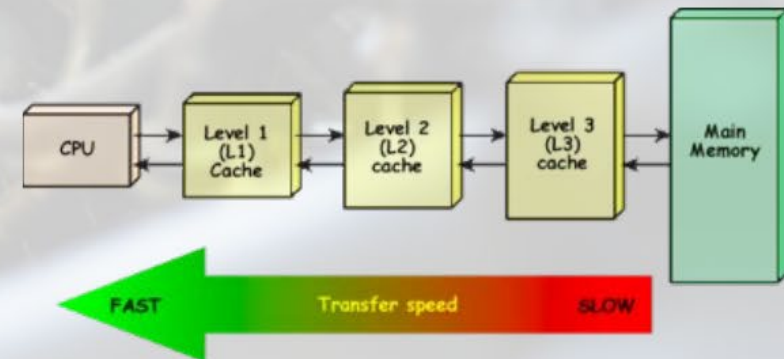 CPU
Level 1
(L1)
Cache
Level 2
(L2)
cache
Level 3
(L3)
cache
Main
Memory
FAST
Transfer speed
SLOW